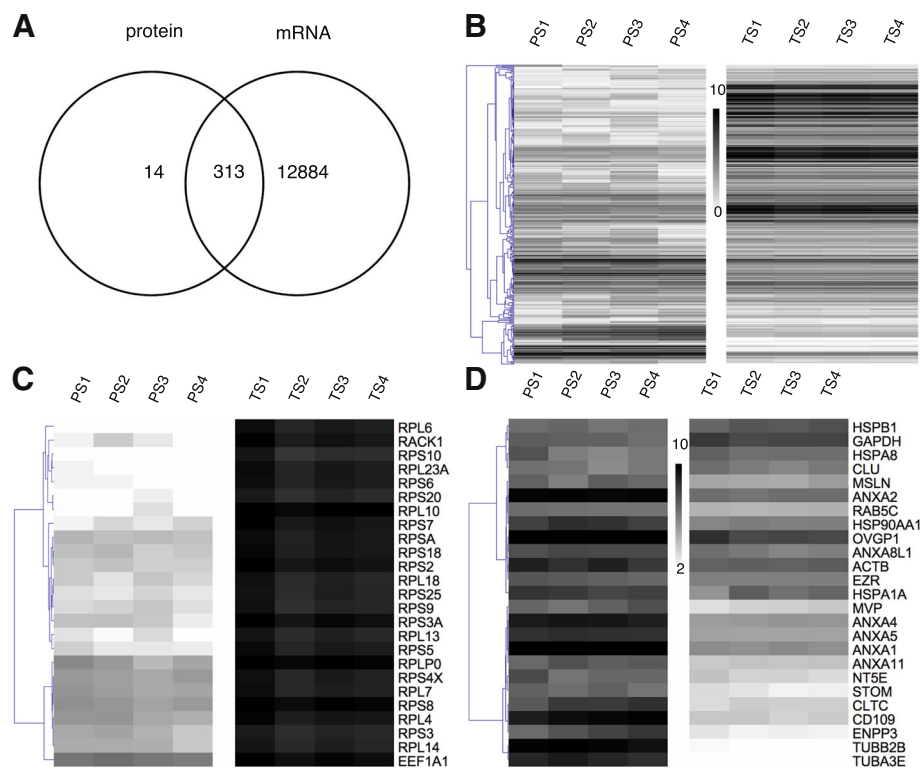 A
protein mRNA
14 313 12884
B
PS1 PS2 PS3 PS4 TS1 TS2 TS3 TS4
10
0
C
PS1 PS2 PS3 PS4 TS1 TS2 TS3 TS4
RPL6
RACK1
RPS10
RPL23A
RPS6
RPS20
RPL10
RPS7
RPSA
RPS18
RPS2
RPL18
RPS25
RPS9
RPS3A
RPL13
RPS5
RPLP0
RPS4X
RPL7
RPS8
RPL4
RPS3
RPL14
EEF1A1
D
PS1 PS2 PS3 PS4 TS1 TS2 TS3 TS4
10
2
HSPB1
GAPDH
HSPA8
CLU
MSLN
ANXA2
RAB5C
HSP90AA1
OVGP1
ANXA8L1
ACTB
EZR
HSPA1A
MVP
ANXA4
ANXA5
ANXA1
ANXA11
NT5E
STOM
CLTC
CD109
ENPP3
TUBB2B
TUBA3E